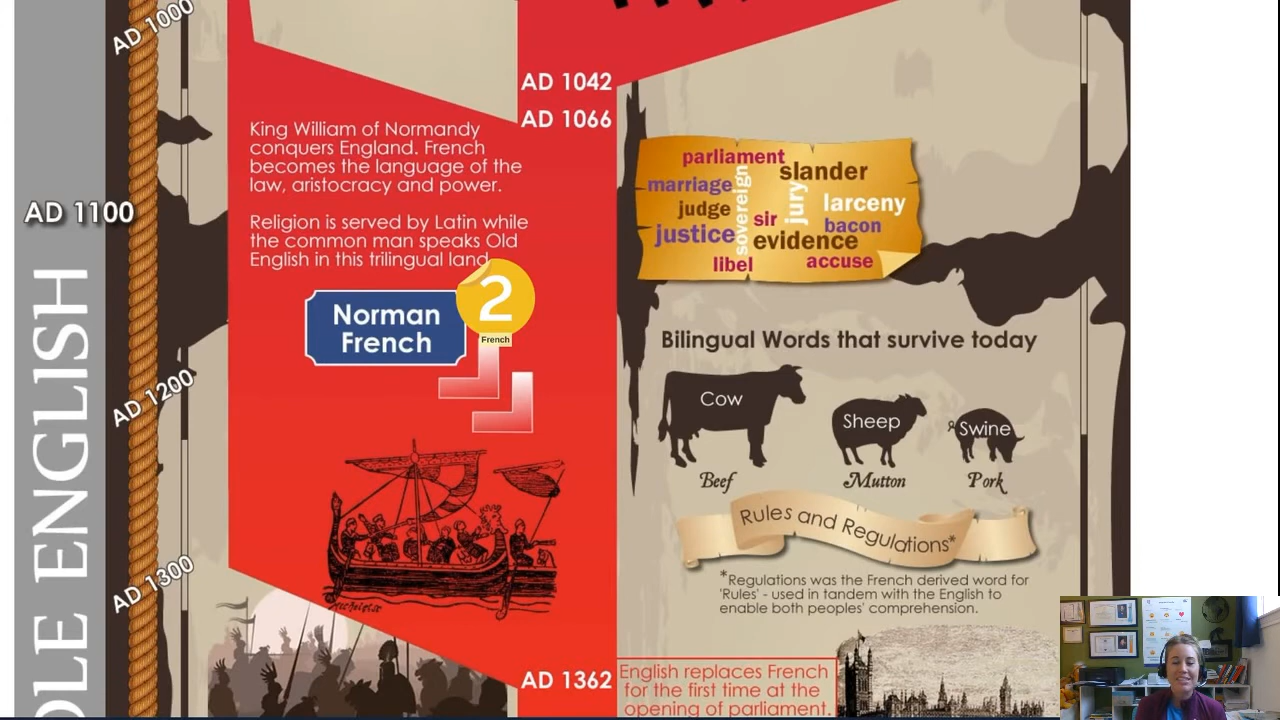 AD 1000
AD 1042
AD 1066
King William of Normandy
conquers England. French
becomes the language of the
law, aristocracy and power.
Religion is served by Latin while
the common man speaks Old
English in this trilingual land
AD 1100
parliament
slander
marriage
sovereign
jury
larceny
judge
sir
bacon
justice
evidence
libel
accuse
2
French
Norman
French
Bilingual Words that survive today
Cow
Sheep
Swine
Beef
Mutton
Pork
AD 1200
Rules and Regulations*
*Regulations was the French derived word for
'Rules' - used in tandem with the English to
enable both peoples' comprehension.
AD 1300
DLE ENGLISH
AD 1362
English replaces French
for the first time at the
opening of parliament.